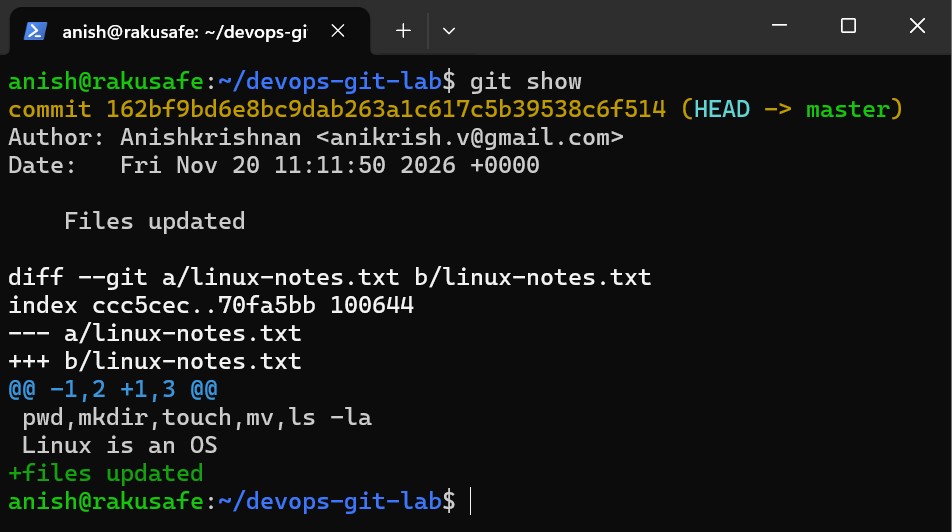 anish@rakusafe: ~/devops-gi
anish@rakusafe:~/devops-git-lab$ git show
commit 162bf9bd6e8bc9dab263a1c617c5b39538c6f514 (HEAD -> master)
Author: Anishkrishnan <anikrish.v@gmail.com>
Date:   Fri Nov 20 11:11:50 2026 +0000

    Files updated

diff --git a/linux-notes.txt b/linux-notes.txt
index ccc5cec..70fa5bb 100644
--- a/linux-notes.txt
+++ b/linux-notes.txt
@@ -1,2 +1,3 @@
 pwd,mkdir,touch,mv,ls -la
 Linux is an OS
+files updated
anish@rakusafe:~/devops-git-lab$